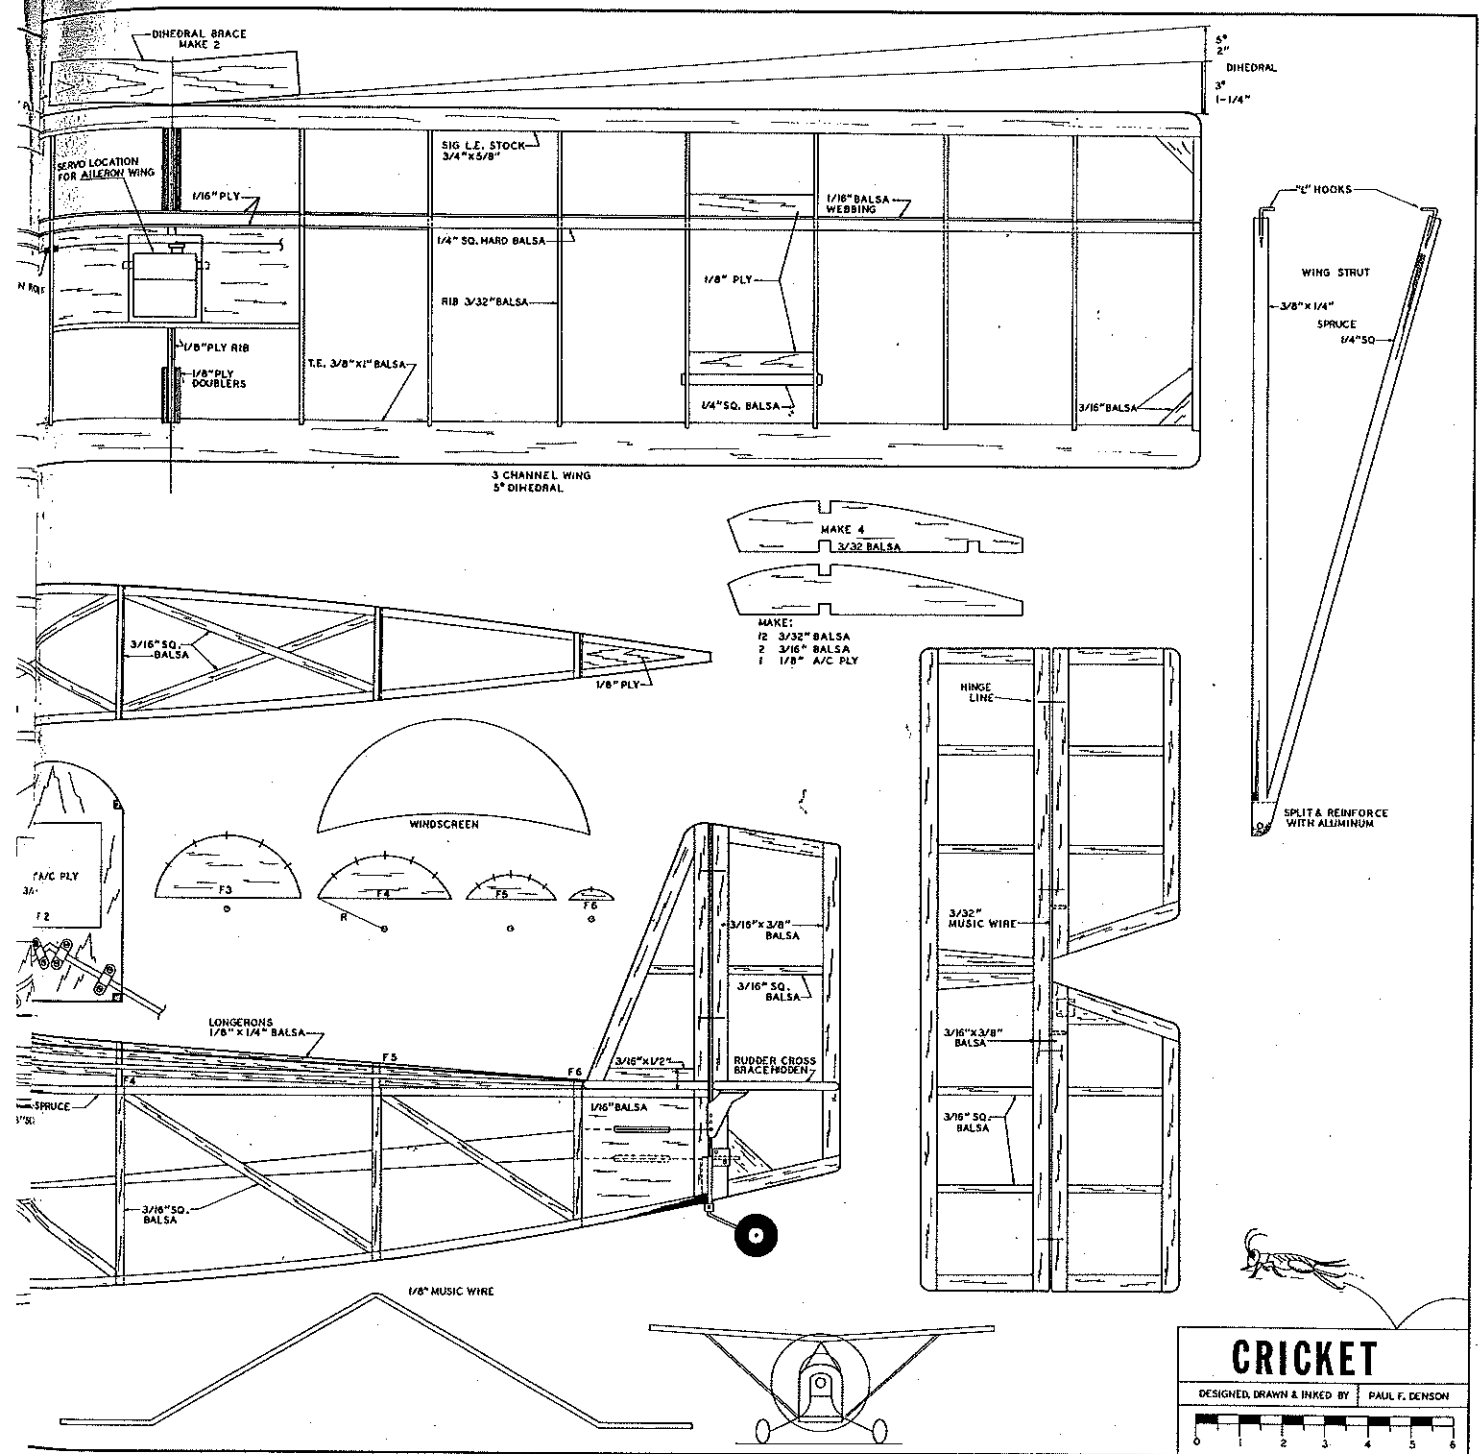 DIHEDRAL BRACE
MAKE 2
5°
2"
DIHEDRAL
3°
1-1/4"
SIG L.E. STOCK
3/4"X5/8"
SERVO LOCATION
FOR AILERON WING
1/16" PLY
1/16" BALSA
WEBBING
"L" HOOKS
1/4" SQ. HARD BALSA
1/8" PLY
WING STRUT
RIB 3/32" BALSA
3/8" X 1/4"
SPRUCE
1/4" SQ
1/8" PLY RIB
1/8" PLY
DOUBLERS
T.E. 3/8" X 1" BALSA
1/4" SQ. BALSA
3/16" BALSA
3 CHANNEL WING
5° DIHEDRAL
MAKE 4
3/32 BALSA
MAKE:
12 3/32" BALSA
2 3/16" BALSA
1 1/8" A/C PLY
3/16" SQ.
BALSA
1/8" PLY
HINGE
LINE
SPLIT & REINFORCE
WITH ALUMINUM
WINDSCREEN
A/C PLY
F2
F3
F4
F5
F6
R
3/16" X 3/8"
BALSA
3/32"
MUSIC WIRE
3/16" SQ.
BALSA
LONGERONS
1/8" X 1/4" BALSA
3/16" X 3/8"
BALSA
F5
F6
3/16" X 1/2"
RUDDER CROSS
BRACE HIDDEN
F4
SPRUCE
1/16" BALSA
3/16" SQ.
BALSA
3/16" SQ.
BALSA
1/8" MUSIC WIRE
CRICKET
DESIGNED, DRAWN & INKED BY PAUL F. DENSON
0 1 2 3 4 5 6